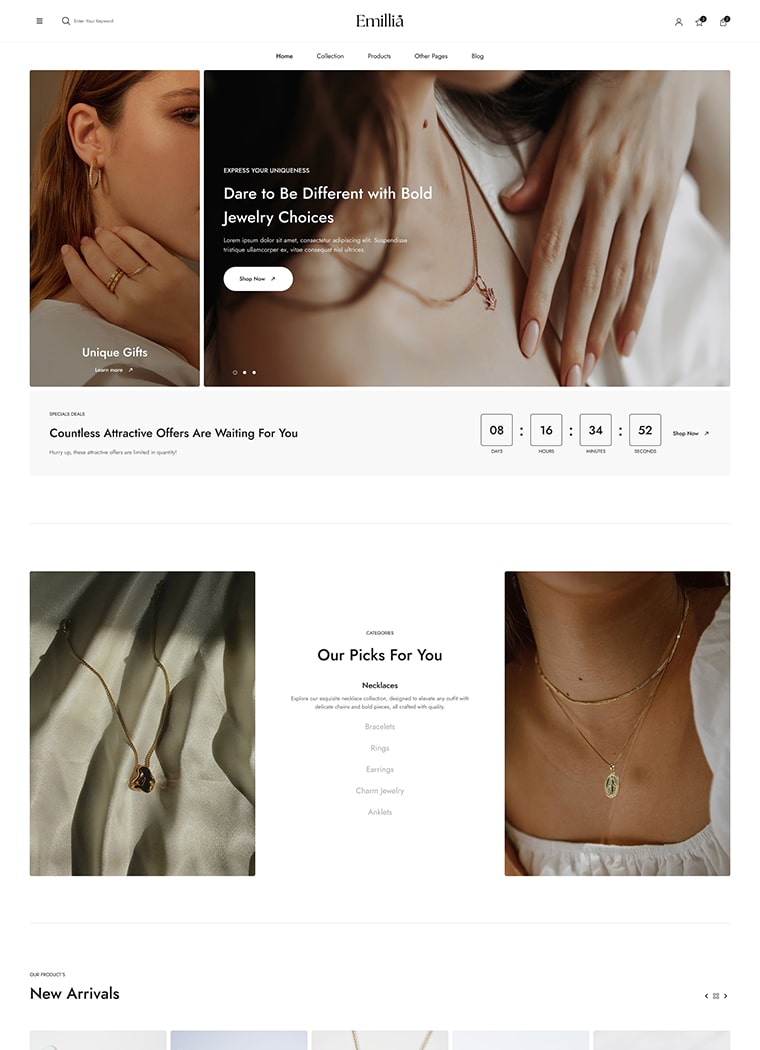 Enter Your Keyword
Emilliá
2
0
Home
Collection
Products
Other Pages
Blog
EXPRESS YOUR UNIQUENESS
Dare to Be Different with Bold
Jewelry Choices
Lorem ipsum dolor sit amet, consectetur adipiscing elit. Suspendisse
tristique ullamcorper ex, vitae consequat nisl ultrices.
Shop Now
Unique Gifts
Learn more
SPECIALS DEALS
Countless Attractive Offers Are Waiting For You
Hurry up, these attractive offers are limited in quantity!
08 : 16 : 34 : 52
DAYS HOURS MINUTES SECONDS
Shop Now
CATEGORIES
Our Picks For You
Necklaces
Explore our exquisite necklace collection, designed to elevate any outfit with
delicate chains and bold pieces, all crafted with quality.
Bracelets
Rings
Earrings
Charm Jewelry
Anklets
OUR PRODUCT'S
New Arrivals